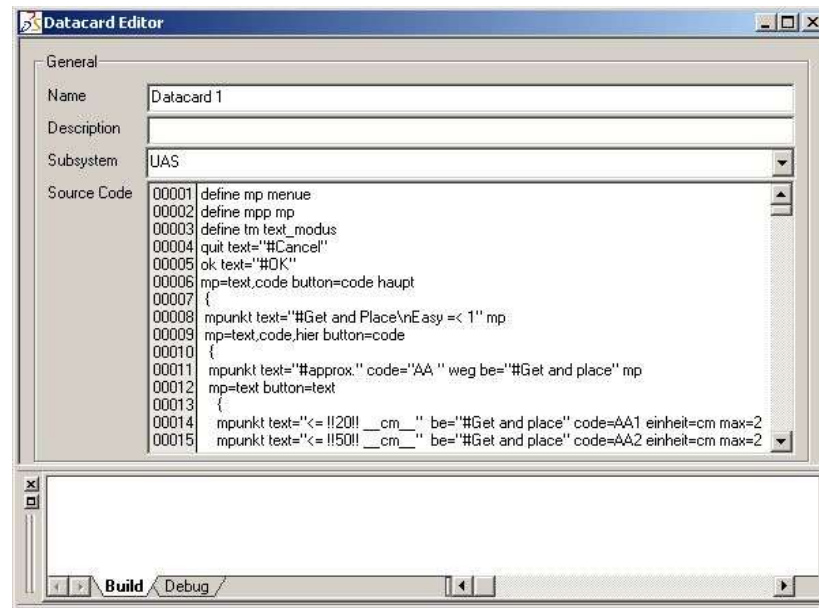 Datacard Editor
General
Name Datacard 1
Description
Subsystem UAS
Source Code
00001 define mp menue
00002 define mpp mp
00003 define tm text_modus
00004 quit text="#Cancel"
00005 ok text="#OK"
00006 mp=text,code button=code haupt
00007 {
00008 mpunkt text="#Get and Place\nEasy =< 1" mp
00009 mp=text,code,hier button=code
00010 {
00011 mpunkt text="#approx." code="AA " weg be="#Get and place" mp
00012 mp=text button=text
00013 {
00014 mpunkt text="<= !!20!! __cm__" be="#Get and place" code=AA1 einheit=cm max=2
00015 mpunkt text="<= !!50!! __cm__" be="#Get and place" code=AA2 einheit=cm max=2
Build Debug